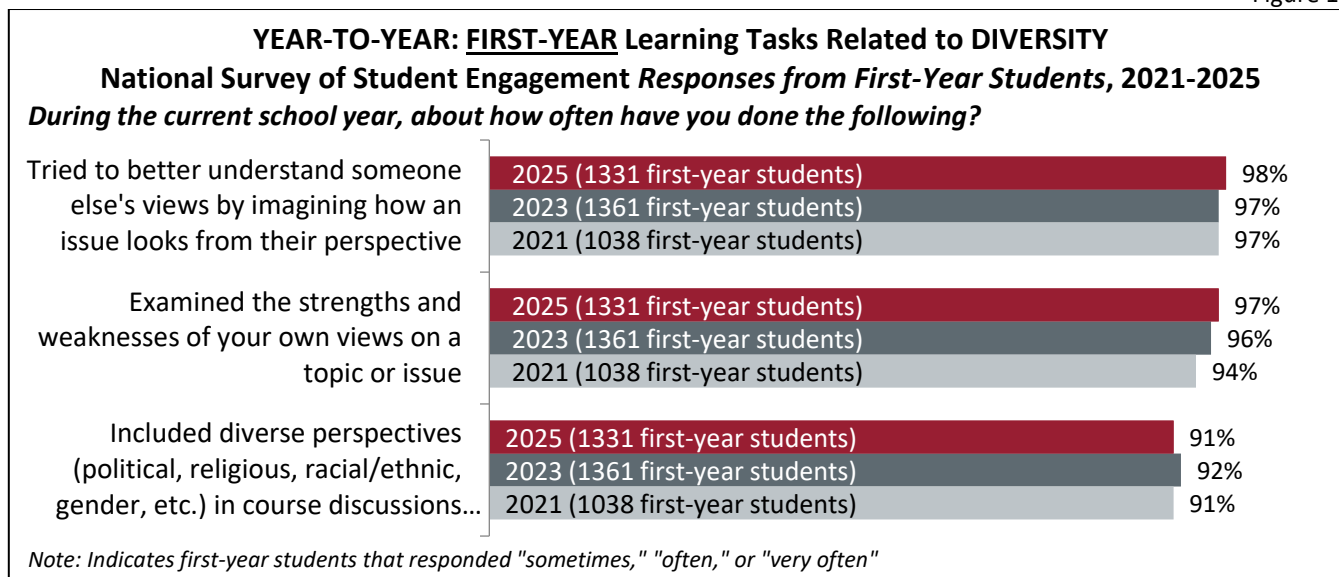 Figure 1
YEAR-TO-YEAR: FIRST-YEAR Learning Tasks Related to DIVERSITY
National Survey of Student Engagement Responses from First-Year Students, 2021-2025
During the current school year, about how often have you done the following?
Tried to better understand someone
else's views by imagining how an
issue looks from their perspective
2025 (1331 first-year students) 98%
2023 (1361 first-year students) 97%
2021 (1038 first-year students) 97%
Examined the strengths and
weaknesses of your own views on a
topic or issue
2025 (1331 first-year students) 97%
2023 (1361 first-year students) 96%
2021 (1038 first-year students) 94%
Included diverse perspectives
(political, religious, racial/ethnic,
gender, etc.) in course discussions…
2025 (1331 first-year students) 91%
2023 (1361 first-year students) 92%
2021 (1038 first-year students) 91%
Note: Indicates first-year students that responded "sometimes," "often," or "very often"